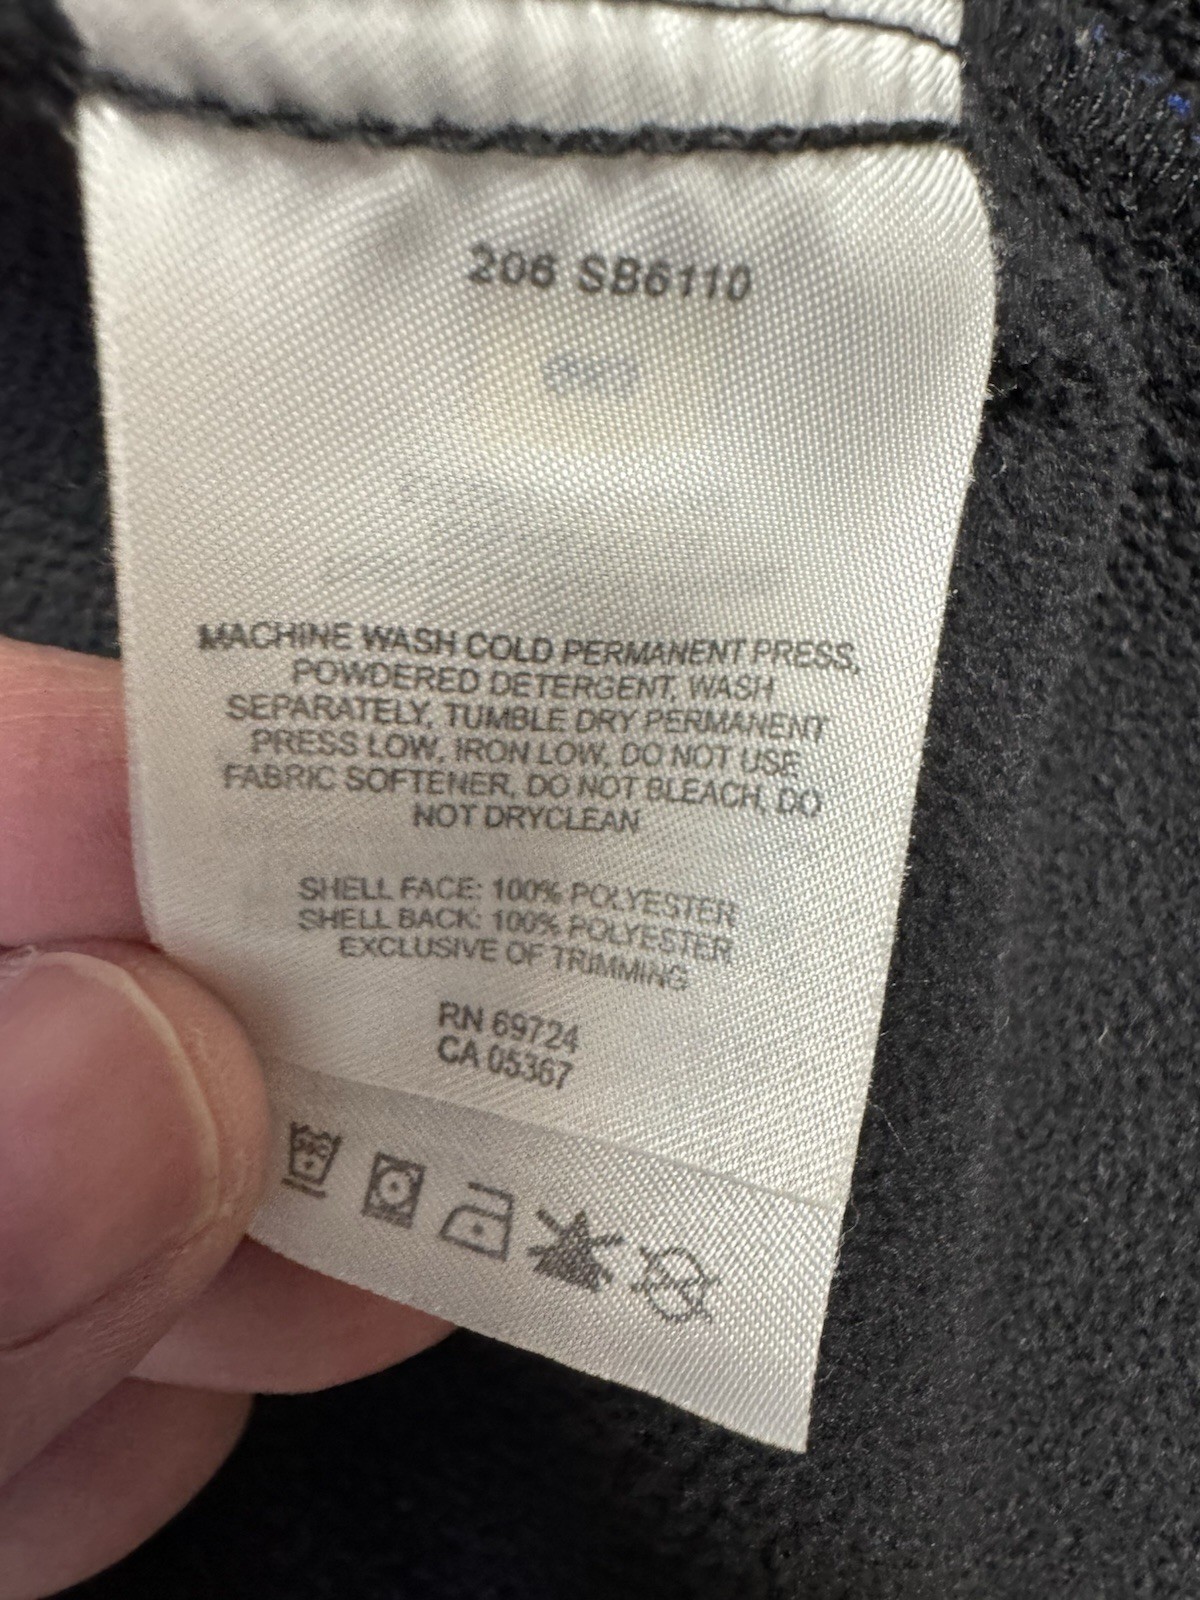 206 SB6110
MACHINE WASH COLD PERMANENT PRESS,
POWDERED DETERGENT, WASH
SEPARATELY, TUMBLE DRY PERMANENT
PRESS LOW, IRON LOW, DO NOT USE
FABRIC SOFTENER, DO NOT BLEACH, DO
NOT DRYCLEAN
SHELL FACE: 100% POLYESTER
SHELL BACK: 100% POLYESTER
EXCLUSIVE OF TRIMMING
RN 69724
CA 05367